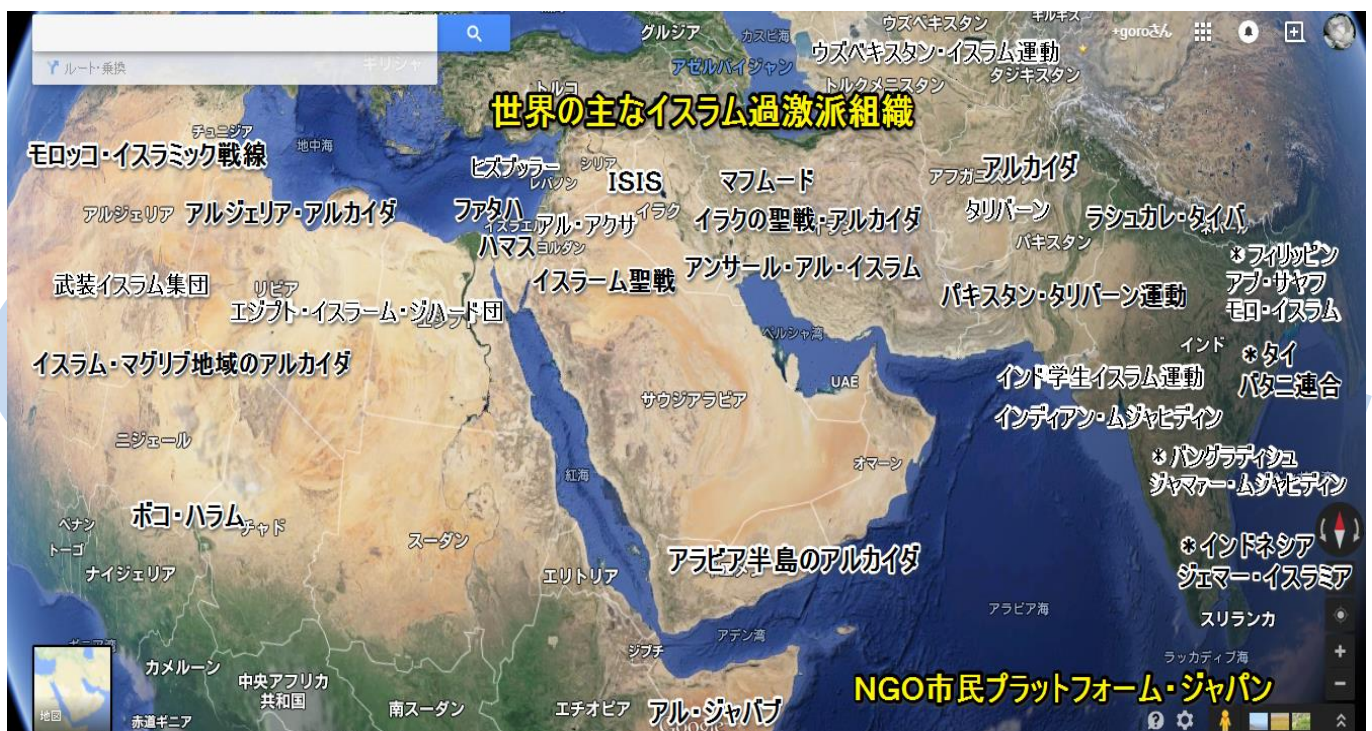 グルジア
カスピ海
ウズベキスタン
キルギス
+goroさん
ウズベキスタン・イスラム運動
ルート・乗換
ギリシャ
アゼルバイジャン
トルクメニスタン
タジキスタン
トルコ
世界の主なイスラム過激派組織
チュニジア
地中海
モロッコ・イスラミック戦線
ヒズブッラー
シリア
レバノン
ISIS
マフムード
アフガニスタン
アルカイダ
アルジェリア
アルジェリア・アルカイダ
ファタハ
イスラエル
アル・アクサ
イラク
イラクの聖戦・アルカイダ
タリバーン
ラシュカレ・タイバ
ハマス
ヨルダン
パキスタン
*フィリッピン
アブ・サヤフ
モロ・イスラム
武装イスラム集団
リビア
イスラーム聖戦
アンサール・アル・イスラム
パキスタン・タリバーン運動
エジプト・イスラーム・ジハード団
エジプト
ペルシャ湾
インド
*タイ
パタニ連合
イスラム・マグリブ地域のアルカイダ
UAE
インド学生イスラム運動
サウジアラビア
インディアン・ムジャヒディン
ニジェール
オマーン
*バングラディシュ
ジャマァー・ムジャヒディン
紅海
ボコ・ハラム
チャド
ベナン
トーゴ
スーダン
ナイジェリア
エリトリア
アラビア半島のアルカイダ
*インドネシア
ジェマー・イスラミア
アラビア海
スリランカ
ギニア湾
アデン湾
ジブチ
ラッカディブ海
カメルーン
中央アフリカ
共和国
南スーダン
エチオピア
アル・ジャバブ
Google
NGO市民プラットフォーム・ジャパン
地図
赤道ギニア